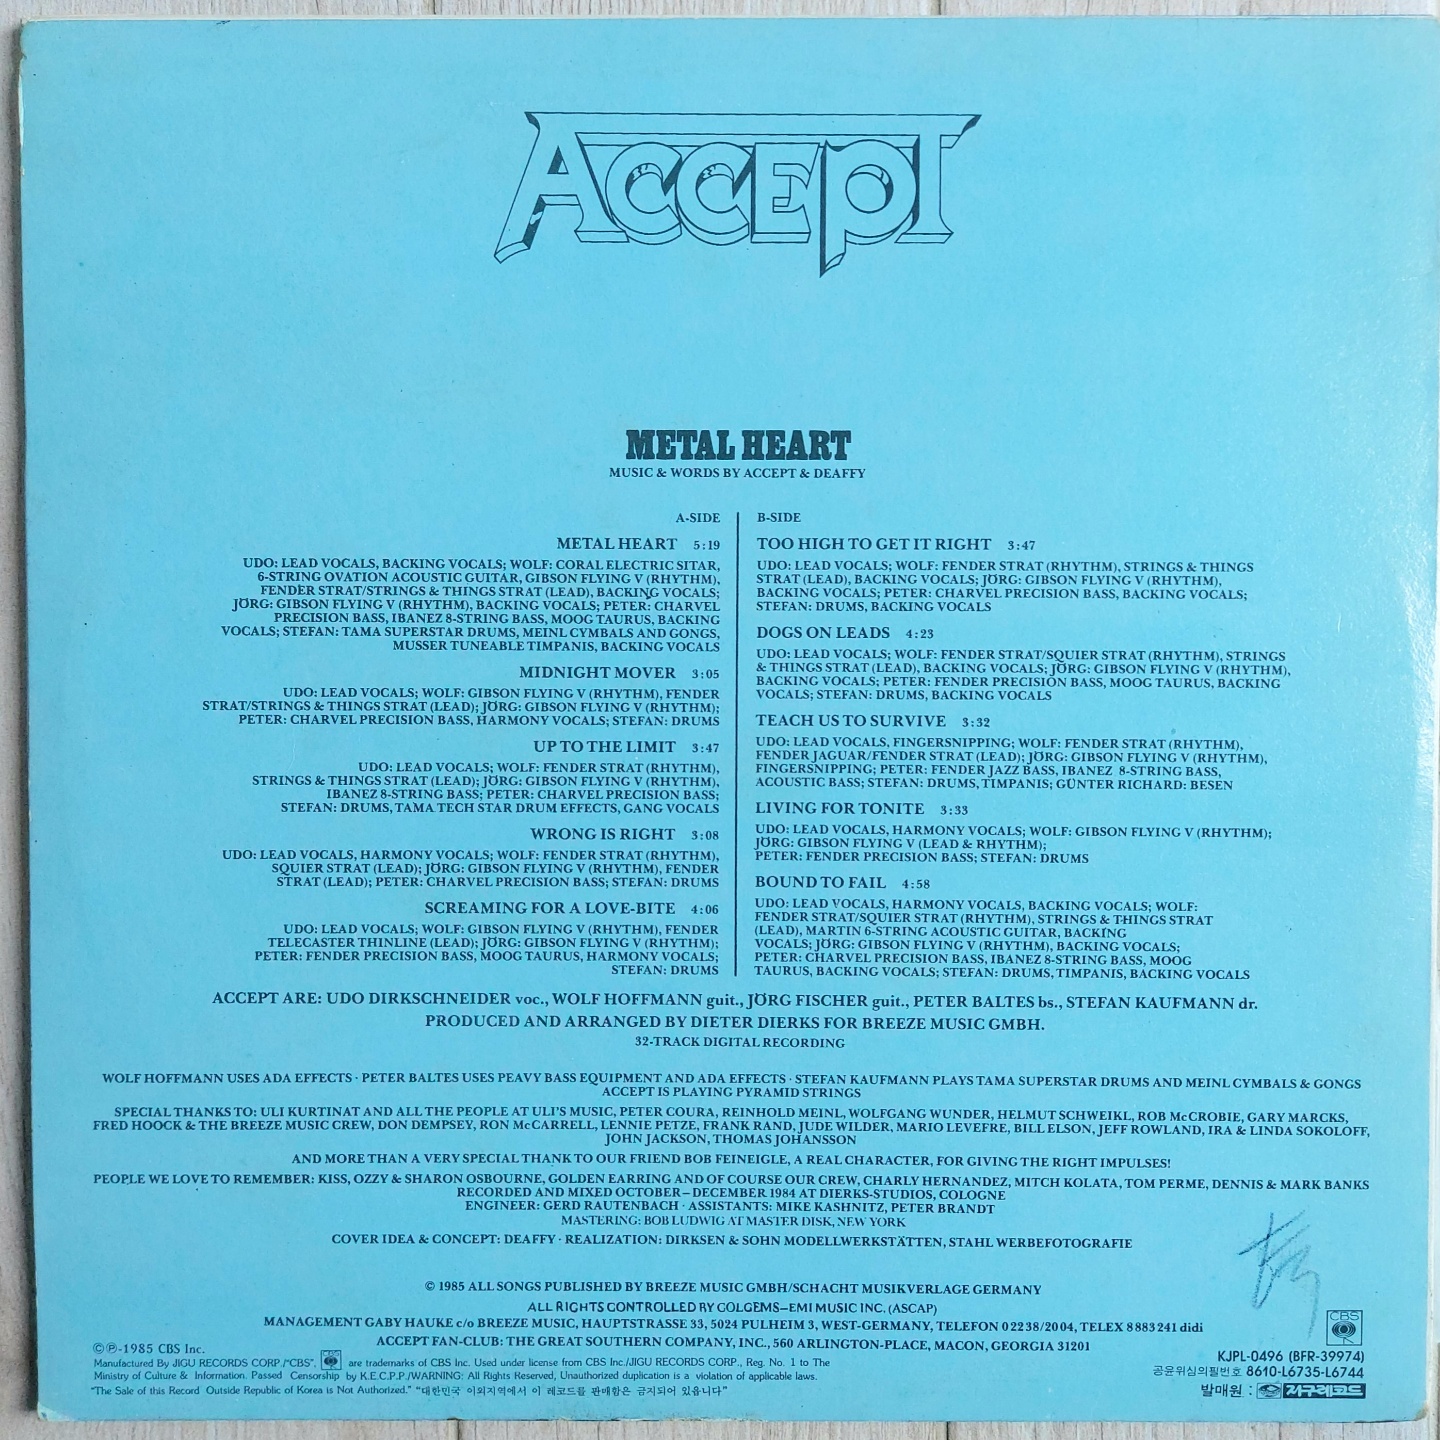 ACCEPT
METAL HEART
MUSIC & WORDS BY ACCEPT & DEAFFY
A-SIDE
METAL HEART 5:19
UDO: LEAD VOCALS, BACKING VOCALS; WOLF: CORAL ELECTRIC SITAR,
6-STRING OVATION ACOUSTIC GUITAR, GIBSON FLYING V (RHYTHM),
FENDER STRAT/STRINGS & THINGS STRAT (LEAD), BACKING VOCALS;
JÖRG: GIBSON FLYING V (RHYTHM), BACKING VOCALS; PETER: CHARVEL
PRECISION BASS, IBANEZ 8-STRING BASS, MOOG TAURUS, BACKING
VOCALS; STEFAN: TAMA SUPERSTAR DRUMS, MEINL CYMBALS AND GONGS,
MUSSER TUNEABLE TIMPANIS, BACKING VOCALS
MIDNIGHT MOVER 3:05
UDO: LEAD VOCALS; WOLF: GIBSON FLYING V (RHYTHM), FENDER
STRAT/STRINGS & THINGS STRAT (LEAD); JÖRG: GIBSON FLYING V (RHYTHM);
PETER: CHARVEL PRECISION BASS, HARMONY VOCALS; STEFAN: DRUMS
UP TO THE LIMIT 3:47
UDO: LEAD VOCALS; WOLF: FENDER STRAT (RHYTHM),
STRINGS & THINGS STRAT (LEAD); JÖRG: GIBSON FLYING V (RHYTHM),
IBANEZ 8-STRING BASS; PETER: CHARVEL PRECISION BASS;
STEFAN: DRUMS, TAMA TECH STAR DRUM EFFECTS, GANG VOCALS
WRONG IS RIGHT 3:08
UDO: LEAD VOCALS, HARMONY VOCALS; WOLF: FENDER STRAT (RHYTHM),
SQUIER STRAT (LEAD); JÖRG: GIBSON FLYING V (RHYTHM), FENDER
STRAT (LEAD); PETER: CHARVEL PRECISION BASS; STEFAN: DRUMS
SCREAMING FOR A LOVE-BITE 4:06
UDO: LEAD VOCALS; WOLF: GIBSON FLYING V (RHYTHM), FENDER
TELECASTER THINLINE (LEAD); JÖRG: GIBSON FLYING V (RHYTHM);
PETER: FENDER PRECISION BASS, MOOG TAURUS, HARMONY VOCALS;
STEFAN: DRUMS
B-SIDE
TOO HIGH TO GET IT RIGHT 3:47
UDO: LEAD VOCALS; WOLF: FENDER STRAT (RHYTHM), STRINGS & THINGS
STRAT (LEAD), BACKING VOCALS; JÖRG: GIBSON FLYING V (RHYTHM),
BACKING VOCALS; PETER: CHARVEL PRECISION BASS, BACKING VOCALS;
STEFAN: DRUMS, BACKING VOCALS
DOGS ON LEADS 4:23
UDO: LEAD VOCALS; WOLF: FENDER STRAT/SQUIER STRAT (RHYTHM), STRINGS
& THINGS STRAT (LEAD), BACKING VOCALS; JÖRG: GIBSON FLYING V (RHYTHM),
BACKING VOCALS; PETER: FENDER PRECISION BASS, MOOG TAURUS, BACKING
VOCALS; STEFAN: DRUMS, BACKING VOCALS
TEACH US TO SURVIVE 3:32
UDO: LEAD VOCALS, FINGERSNIPPING; WOLF: FENDER STRAT (RHYTHM),
FENDER JAGUAR/FENDER STRAT (LEAD); JÖRG: GIBSON FLYING V (RHYTHM),
FINGERSNIPPING; PETER: FENDER JAZZ BASS, IBANEZ 8-STRING BASS,
ACOUSTIC BASS; STEFAN: DRUMS, TIMPANIS; GÜNTER RICHARD: BESEN
LIVING FOR TONITE 3:33
UDO: LEAD VOCALS, HARMONY VOCALS; WOLF: GIBSON FLYING V (RHYTHM);
JÖRG: GIBSON FLYING V (LEAD & RHYTHM);
PETER: FENDER PRECISION BASS; STEFAN: DRUMS
BOUND TO FAIL 4:58
UDO: LEAD VOCALS, HARMONY VOCALS, BACKING VOCALS; WOLF:
FENDER STRAT/SQUIER STRAT (RHYTHM), STRINGS & THINGS STRAT
(LEAD), MARTIN 6-STRING ACOUSTIC GUITAR, BACKING
VOCALS; JÖRG: GIBSON FLYING V (RHYTHM), BACKING VOCALS;
PETER: CHARVEL PRECISION BASS, IBANEZ 8-STRING BASS, MOOG
TAURUS, BACKING VOCALS; STEFAN: DRUMS, TIMPANIS, BACKING VOCALS
ACCEPT ARE: UDO DIRKSCHNEIDER voc., WOLF HOFFMANN guit., JÖRG FISCHER guit., PETER BALTES bs., STEFAN KAUFMANN dr.
PRODUCED AND ARRANGED BY DIETER DIERKS FOR BREEZE MUSIC GMBH.
32-TRACK DIGITAL RECORDING
WOLF HOFFMANN USES ADA EFFECTS · PETER BALTES USES PEAVY BASS EQUIPMENT AND ADA EFFECTS · STEFAN KAUFMANN PLAYS TAMA SUPERSTAR DRUMS AND MEINL CYMBALS & GONGS
ACCEPT IS PLAYING PYRAMID STRINGS
SPECIAL THANKS TO: ULI KURTINAT AND ALL THE PEOPLE AT ULI'S MUSIC, PETER COURA, REINHOLD MEINL, WOLFGANG WUNDER, HELMUT SCHWEIKL, ROB McCROBIE, GARY MARCKS,
FRED HOOCK & THE BREEZE MUSIC CREW, DON DEMPSEY, RON McCARRELL, LENNIE PETZE, FRANK RAND, JUDE WILDER, MARIO LEVEFRE, BILL ELSON, JEFF ROWLAND, IRA & LINDA SOKOLOFF,
JOHN JACKSON, THOMAS JOHANSSON
AND MORE THAN A VERY SPECIAL THANK TO OUR FRIEND BOB FEINEIGLE, A REAL CHARACTER, FOR GIVING THE RIGHT IMPULSES!
PEOPLE WE LOVE TO REMEMBER: KISS, OZZY & SHARON OSBOURNE, GOLDEN EARRING AND OF COURSE OUR CREW, CHARLY HERNANDEZ, MITCH KOLATA, TOM PERME, DENNIS & MARK BANKS
RECORDED AND MIXED OCTOBER – DECEMBER 1984 AT DIERKS-STUDIOS, COLOGNE
ENGINEER: GERD RAUTENBACH · ASSISTANTS: MIKE KASHNITZ, PETER BRANDT
MASTERING: BOB LUDWIG AT MASTER DISK, NEW YORK
COVER IDEA & CONCEPT: DEAFFY · REALIZATION: DIRKSEN & SOHN MODELLWERKSTÄTTEN, STAHL WERBEFOTOGRAFIE
© 1985 ALL SONGS PUBLISHED BY BREEZE MUSIC GMBH/SCHACHT MUSIKVERLAGE GERMANY
ALL RIGHTS CONTROLLED BY COLGEMS–EMI MUSIC INC. (ASCAP)
MANAGEMENT GABY HAUKE c/o BREEZE MUSIC, HAUPTSTRASSE 33, 5024 PULHEIM 3, WEST-GERMANY, TELEFON 02238/2004, TELEX 8883241 didi
ACCEPT FAN-CLUB: THE GREAT SOUTHERN COMPANY, INC., 560 ARLINGTON-PLACE, MACON, GEORGIA 31201
©℗-1985 CBS Inc.
Manufactured By JIGU RECORDS CORP./"CBS", CBS are trademarks of CBS Inc. Used under license from CBS Inc./JIGU RECORDS CORP., Reg. No. 1 to The
Ministry of Culture & Information. Passed Censorship by K.E.C.P.P./WARNING: All Rights Reserved, Unauthorized duplication is a violation of applicable laws.
"The Sale of this Record Outside Republic of Korea is Not Authorized." "대한민국 이외지역에서 이 레코드를 판매함은 금지되어 있읍니다"
CBS
KJPL-0496 (BFR-39974)
공윤위심의필번호 8610-L6735-L6744
발매원 : 지구레코드